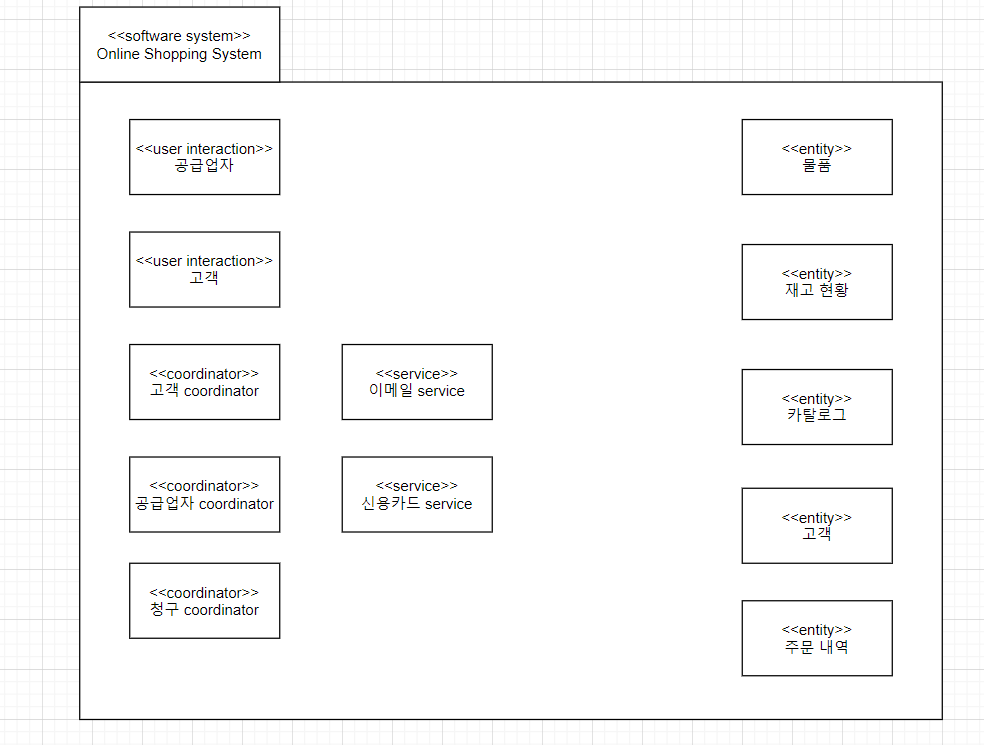 <<software system>>
Online Shopping System
<<user interaction>>
공급업자
<<user interaction>>
고객
<<coordinator>>
고객 coordinator
<<coordinator>>
공급업자 coordinator
<<coordinator>>
청구 coordinator
<<service>>
이메일 service
<<service>>
신용카드 service
<<entity>>
물품
<<entity>>
재고 현황
<<entity>>
카탈로그
<<entity>>
고객
<<entity>>
주문 내역